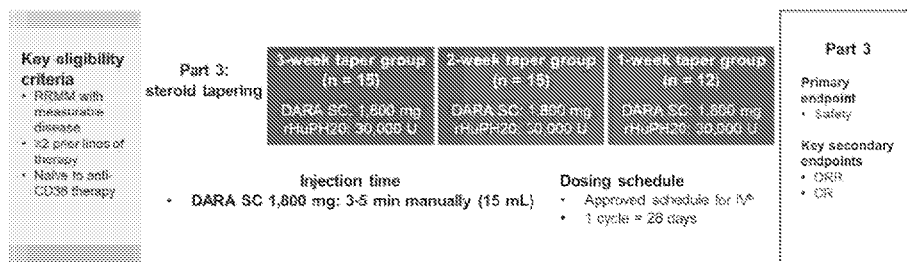 Key eligibility
criteria
• RRMM with
measurable
disease
• ≥2 prior lines of
therapy
• Naïve to anti-
CD38 therapy
Part 3:
steroid tapering
3-week taper group
(n = 15)
DARA SC: 1,800 mg
rHuPH20: 30,000 U
2-week taper group
(n = 15)
DARA SC: 1,800 mg
rHuPH20: 30,000 U
1-week taper group
(n = 12)
DARA SC: 1,800 mg
rHuPH20: 30,000 U
Injection time
• DARA SC 1,800 mg: 3-5 min manually (15 mL)
Dosing schedule
• Approved schedule for IV
• 1 cycle = 28 days
Part 3
Primary
endpoint
• Safety
Key secondary
endpoints
• ORR
• CR